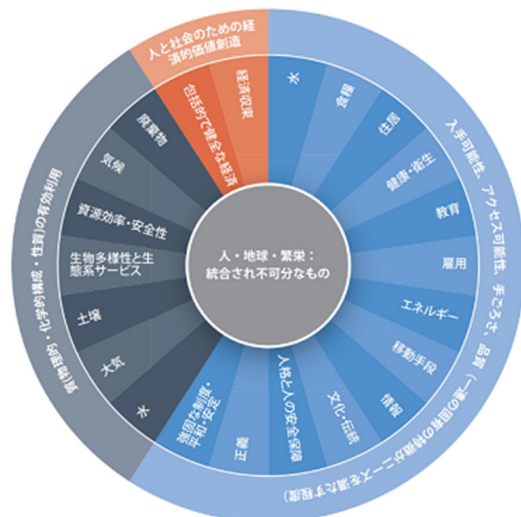 人と社会のための経
済的価値創造
入手可能性、アクセス可能性、手ごろさ、品質（一連の固有の特徴がニーズを満たす程度）
質(物理的・化学的構成・性質)の有効利用
包括的で健全な経済
経済収束
水
食糧
住居
健康・衛生
教育
雇用
エネルギー
移動手段
情報
文化・伝統
人格と人の安全保障
正義
強固な制度・
平和・安定
水
大気
土壌
生物多様性と生
態系サービス
資源効率・安全性
気候
廃棄物
人・地球・繁栄：
統合され不可分なもの